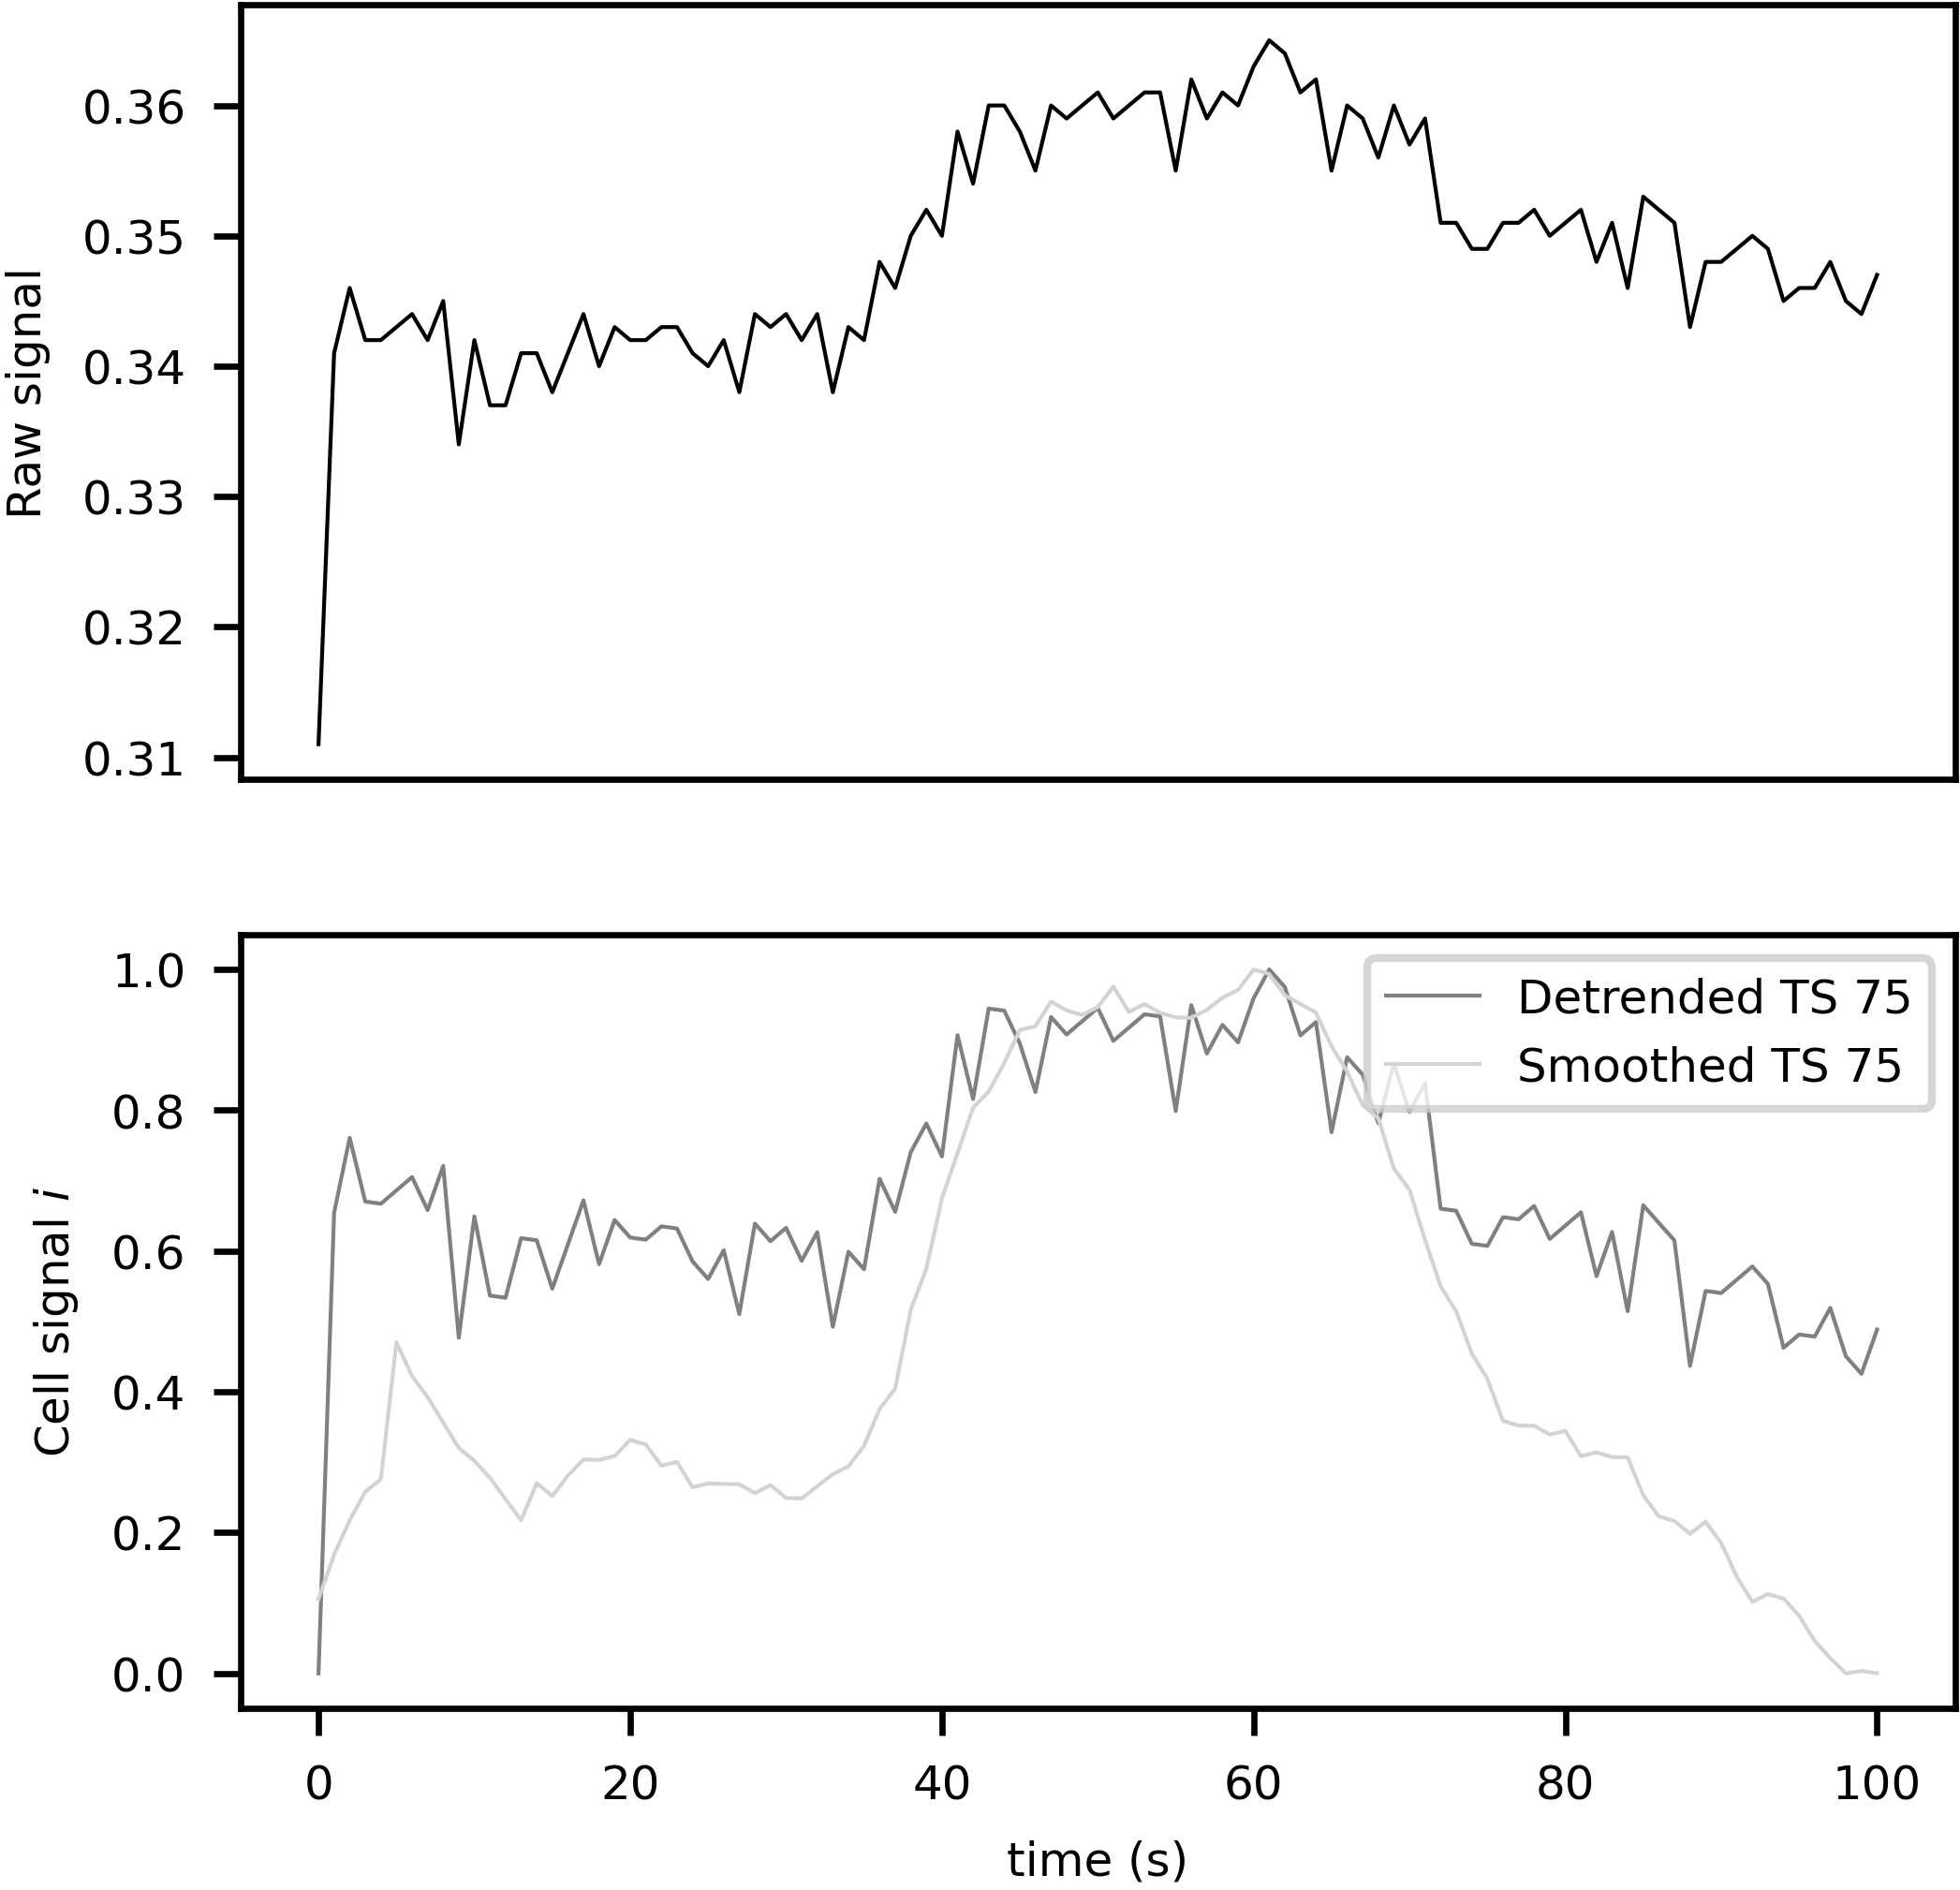 Raw signal
0.36
0.35
0.34
0.33
0.32
0.31
Cell signal i
1.0
0.8
0.6
0.4
0.2
0.0
Detrended TS 75
Smoothed TS 75
0 20 40 60 80 100
time (s)